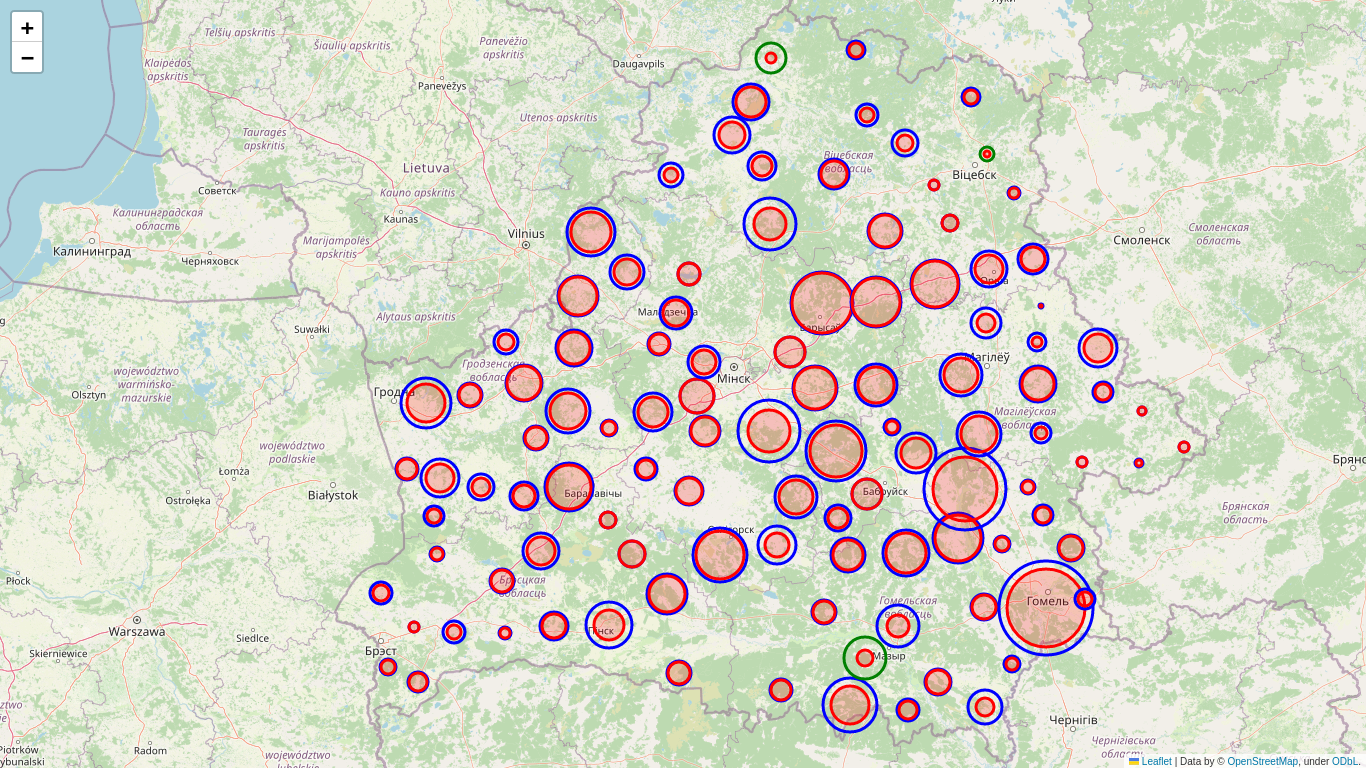 +
−
Telšių apskritis
Šiaulių apskritis
Panevėžio
apskritis
Луки
Klaipėdos
apskritis
Daugavpils
Panevėžys
Utenos apskritis
Tauragės
apskritis
Lietuva
Віцебская
вобласць
Віцебск
Советск
Kauno apskritis
Калининградская
область
Kaunas
Vilnius
Смоленская
область
Смоленск
Marijampolės
apskritis
Калининград
Черняховск
Орша
Alytaus apskritis
Маладзечна
Suwałki
Барысаў
województwo
warmińsko-
mazurskie
Гродзенская
вобласць
Мінск
Магілёў
Гродна
Olsztyn
Магілёўская
вобласць
województwo
podlaskie
Łomża
Брянс
Ostrołęka
Białystok
Баранавічы
Бабруйск
Брянская
область
Салігорск
Płock
Брэсцкая
вобласць
Гомельская
вобласць
Гомель
Warszawa
Siedlce
Пінск
Skierniewice
Брэст
Мазыр
Чернігів
Piotrków
Trybunalski
Radom
województwo
lubelskie
Чернігівська
область
Leaflet | Data by © OpenStreetMap, under ODbL.